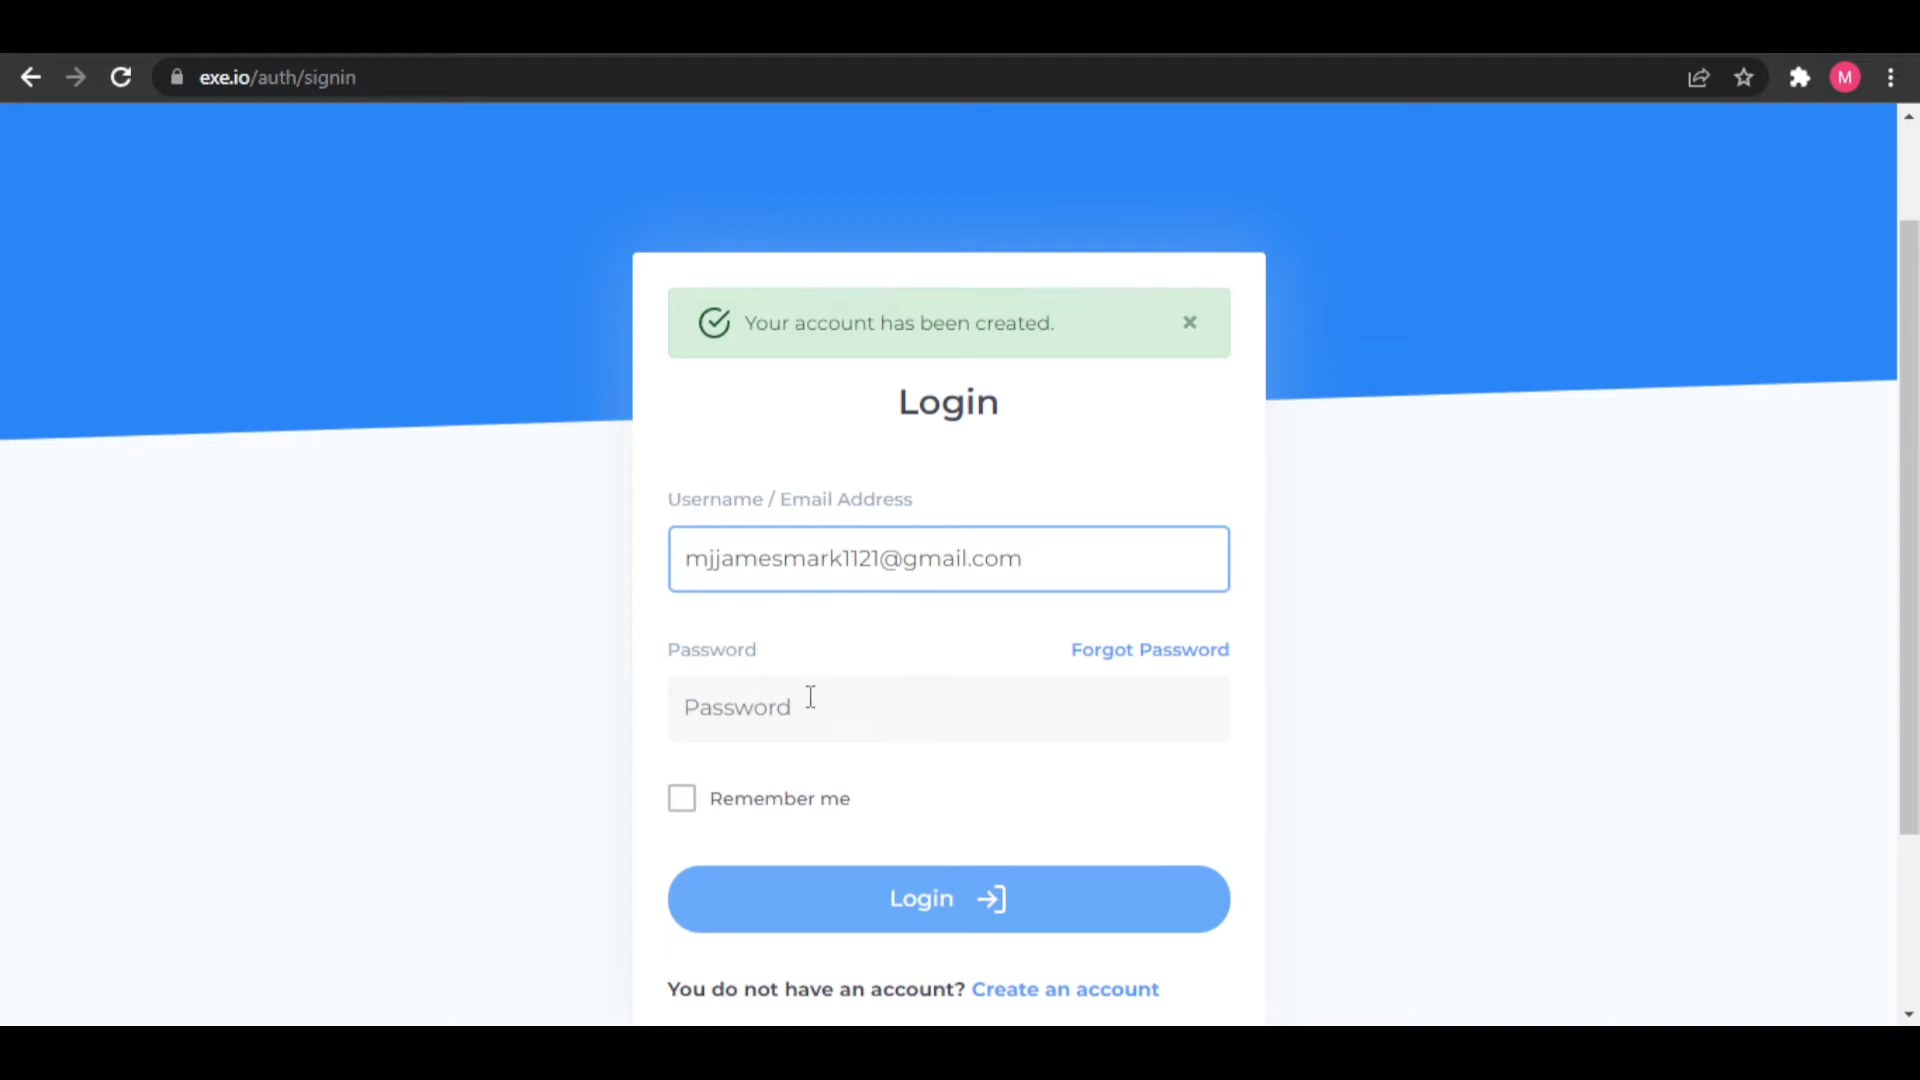 exe.io/auth/signin
M
Your account has been created.
Login
Username / Email Address
mjjamesmark1121@gmail.com
Password Forgot Password
Password
Remember me
Login
You do not have an account? Create an account